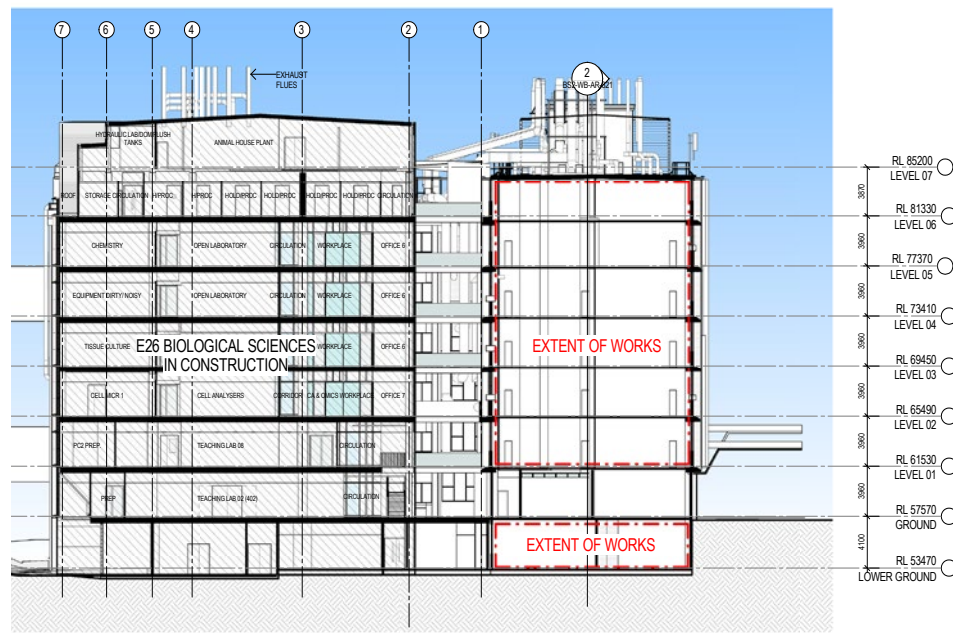 7 6 5 4 3 2 1
2
BS2-WB-AR-821
EXHAUST
FLUES
HYDRAULIC LAB/DOWFLUSH
TANKS
ANIMAL HOUSE PLANT
ROOF STORAGE CIRCULATION H/PROC H/PROC HOLD/PROC HOLD/PROC HOLD/PROC HOLD/PROC CIRCULATION
CHEMISTRY OPEN LABORATORY CIRCULATION WORKPLACE OFFICE 6
EQUIPMENT DIRTY/ NOISY OPEN LABORATORY CIRCULATION WORKPLACE OFFICE 6
TISSUE CULTURE WORKPLACE OFFICE 6
E26 BIOLOGICAL SCIENCES
IN CONSTRUCTION
CELL MICR 1 CELL ANALYSERS CORRIDOR CA & OMICS WORKPLACE OFFICE 7
PC2 PREP. TEACHING LAB 08 CIRCULATION
PREP TEACHING LAB 02 (402) CIRCULATION
EXTENT OF WORKS
EXTENT OF WORKS
RL 85200
LEVEL 07
3870
RL 81330
LEVEL 06
3960
RL 77370
LEVEL 05
3960
RL 73410
LEVEL 04
3960
RL 69450
LEVEL 03
3960
RL 65490
LEVEL 02
3960
RL 61530
LEVEL 01
3960
RL 57570
GROUND
4100
RL 53470
LOWER GROUND